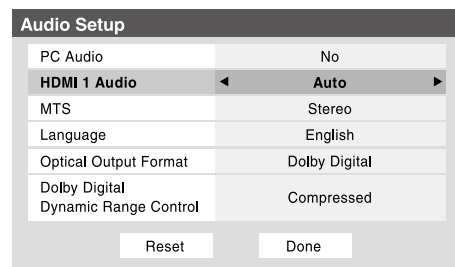 Audio Setup
PC Audio No
HDMI 1 Audio ◄ Auto ►
MTS Stereo
Language English
Optical Output Format Dolby Digital
Dolby Digital
Dynamic Range Control Compressed
Reset Done